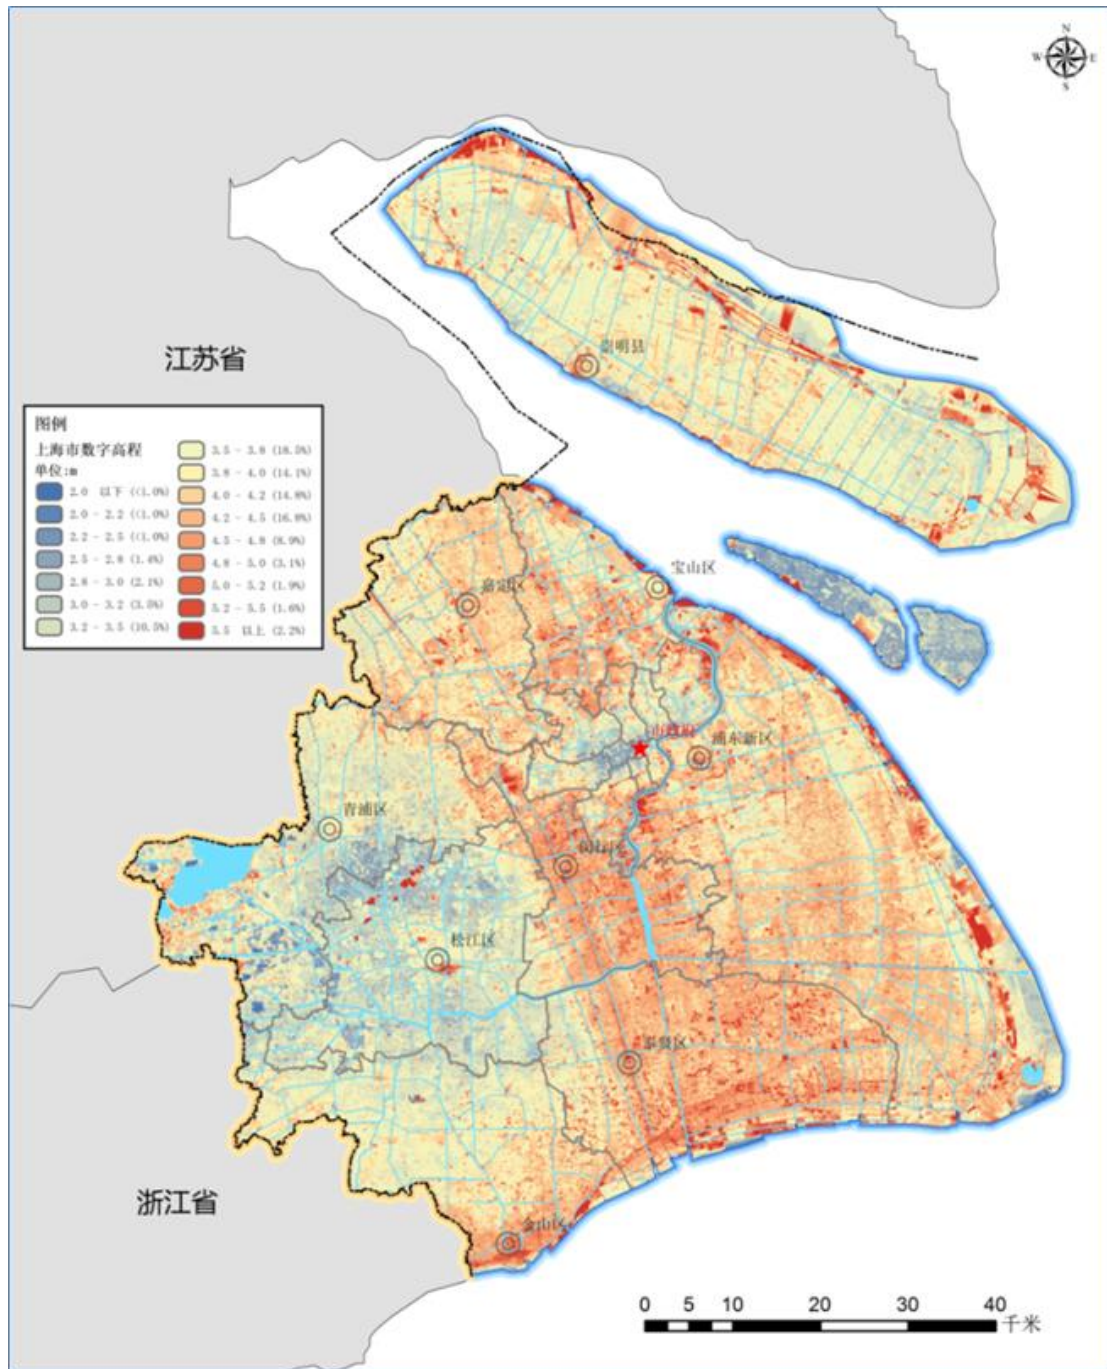 N
W E
S
江苏省
图例
上海市数字高程
单位:m
2.0 以下 (<1.0%)
2.0 - 2.2 (<1.0%)
2.2 - 2.5 (<1.0%)
2.5 - 2.8 (1.4%)
2.8 - 3.0 (2.1%)
3.0 - 3.2 (3.5%)
3.2 - 3.5 (10.5%)
3.5 - 3.8 (18.5%)
3.8 - 4.0 (14.1%)
4.0 - 4.2 (14.8%)
4.2 - 4.5 (16.8%)
4.5 - 4.8 (8.9%)
4.8 - 5.0 (3.1%)
5.0 - 5.2 (1.9%)
5.2 - 5.5 (1.6%)
5.5 以上 (2.2%)
崇明县
宝山区
嘉定区
市政府
浦东新区
青浦区
闵行区
松江区
奉贤区
浙江省
金山区
0 5 10 20 30 40
千米